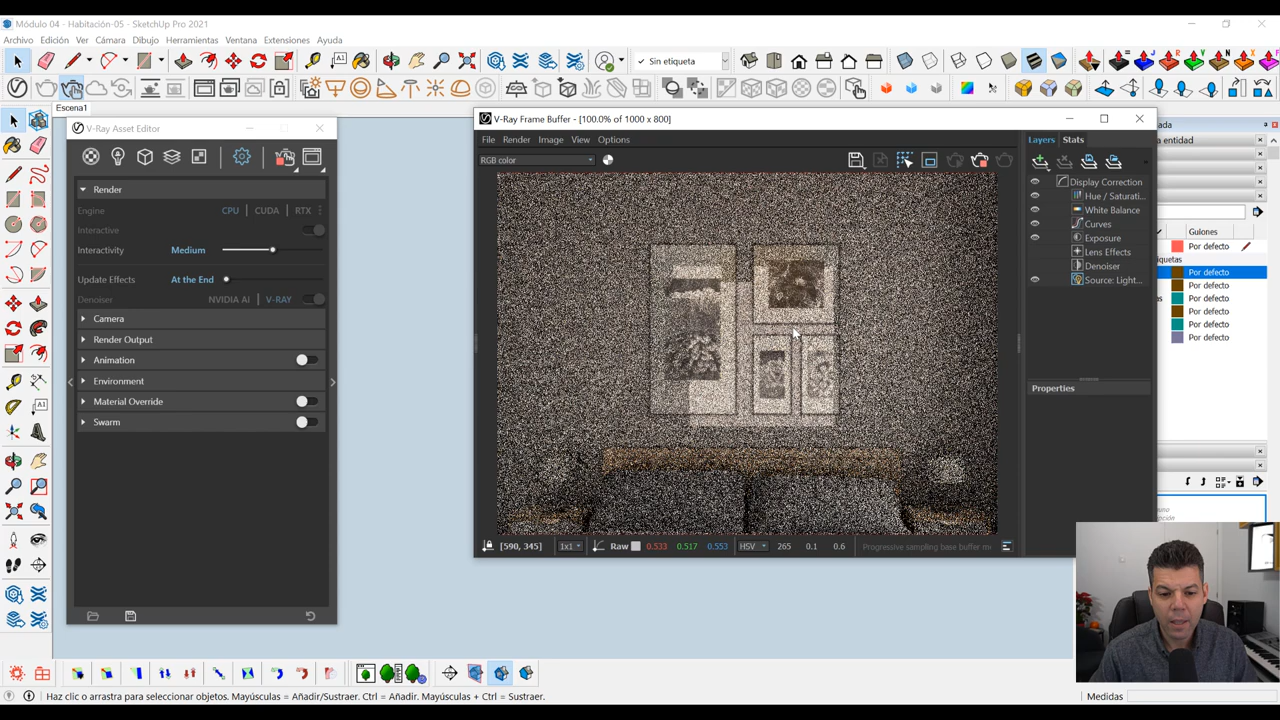 Módulo 04 - Habitación-05 - SketchUp Pro 2021
Archivo Edición Ver Cámara Dibujo Herramientas Ventana Extensiones Ayuda
Sin etiqueta
Escena1
V-Ray Asset Editor
Render
Engine CPU CUDA RTX
Interactive
Interactivity Medium
Update Effects At the End
Denoiser NVIDIA AI V-RAY
Camera
Render Output
Animation
Environment
Material Override
Swarm
V-Ray Frame Buffer - [100.0% of 1000 x 800]
File Render Image View Options
RGB color
Layers Stats
Display Correction
Hue / Saturati...
White Balance
Curves
Exposure
Lens Effects
Denoiser
Source: Light...
Properties
[590, 345] 1x1 Raw 0.533 0.517 0.553 HSV 265 0.1 0.6 Progressive sampling base buffer m
entidad
Guiones
Por defecto
Por defecto
Por defecto
Por defecto
Por defecto
Por defecto
Por defecto
Haz clic o arrastra para seleccionar objetos. Mayúsculas = Añadir/Sustraer. Ctrl = Añadir. Mayúsculas + Ctrl = Sustraer.
Medidas